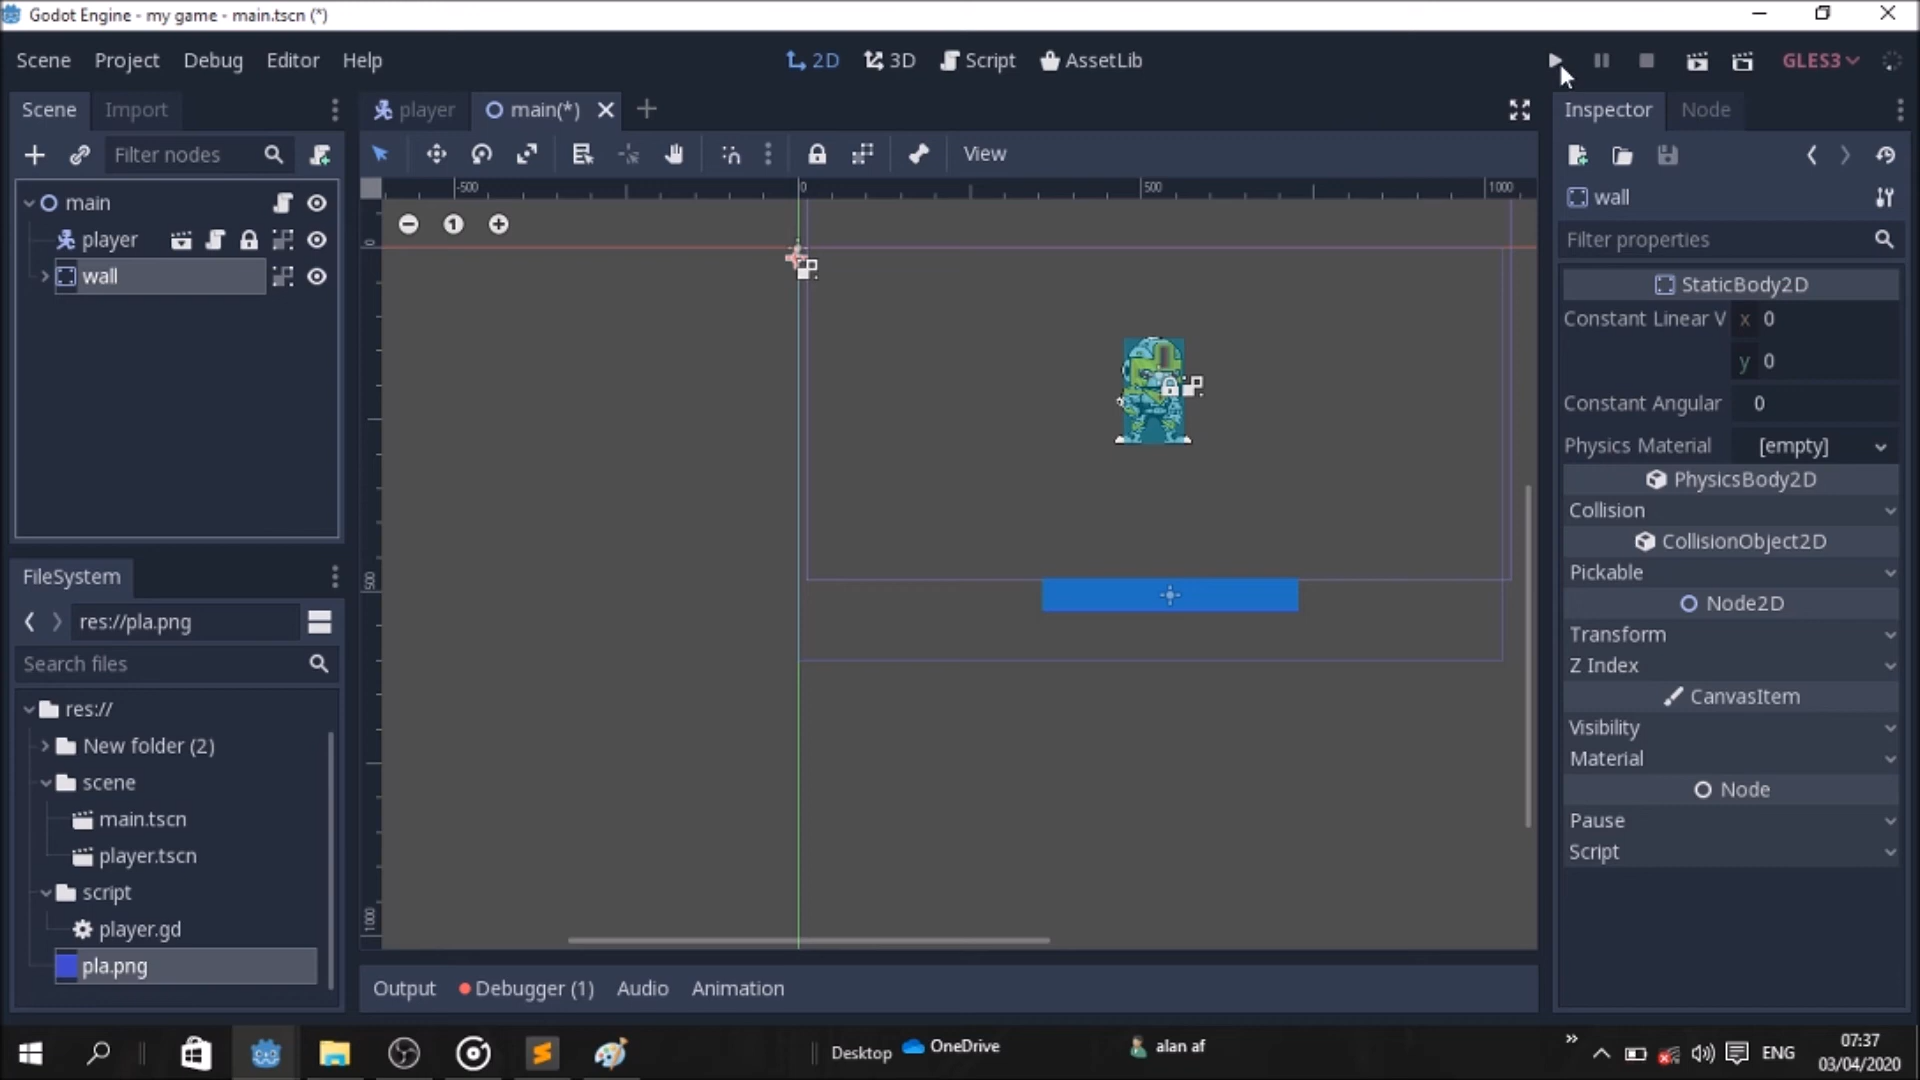 Godot Engine - my game - main.tscn (*)
Scene Project Debug Editor Help
2D 3D Script AssetLib
GLES3
Scene Import
player main(*)
Inspector Node
Filter nodes
View
main
player
wall
-500 0 500 1000
0
500
1000
1
wall
Filter properties
StaticBody2D
Constant Linear V x 0
y 0
Constant Angular 0
Physics Material [empty]
PhysicsBody2D
Collision
CollisionObject2D
Pickable
Node2D
Transform
Z Index
CanvasItem
Visibility
Material
Node
Pause
Script
FileSystem
res://pla.png
Search files
res://
New folder (2)
scene
main.tscn
player.tscn
script
player.gd
pla.png
Output Debugger (1) Audio Animation
Desktop OneDrive alan af
ENG
07:37
03/04/2020